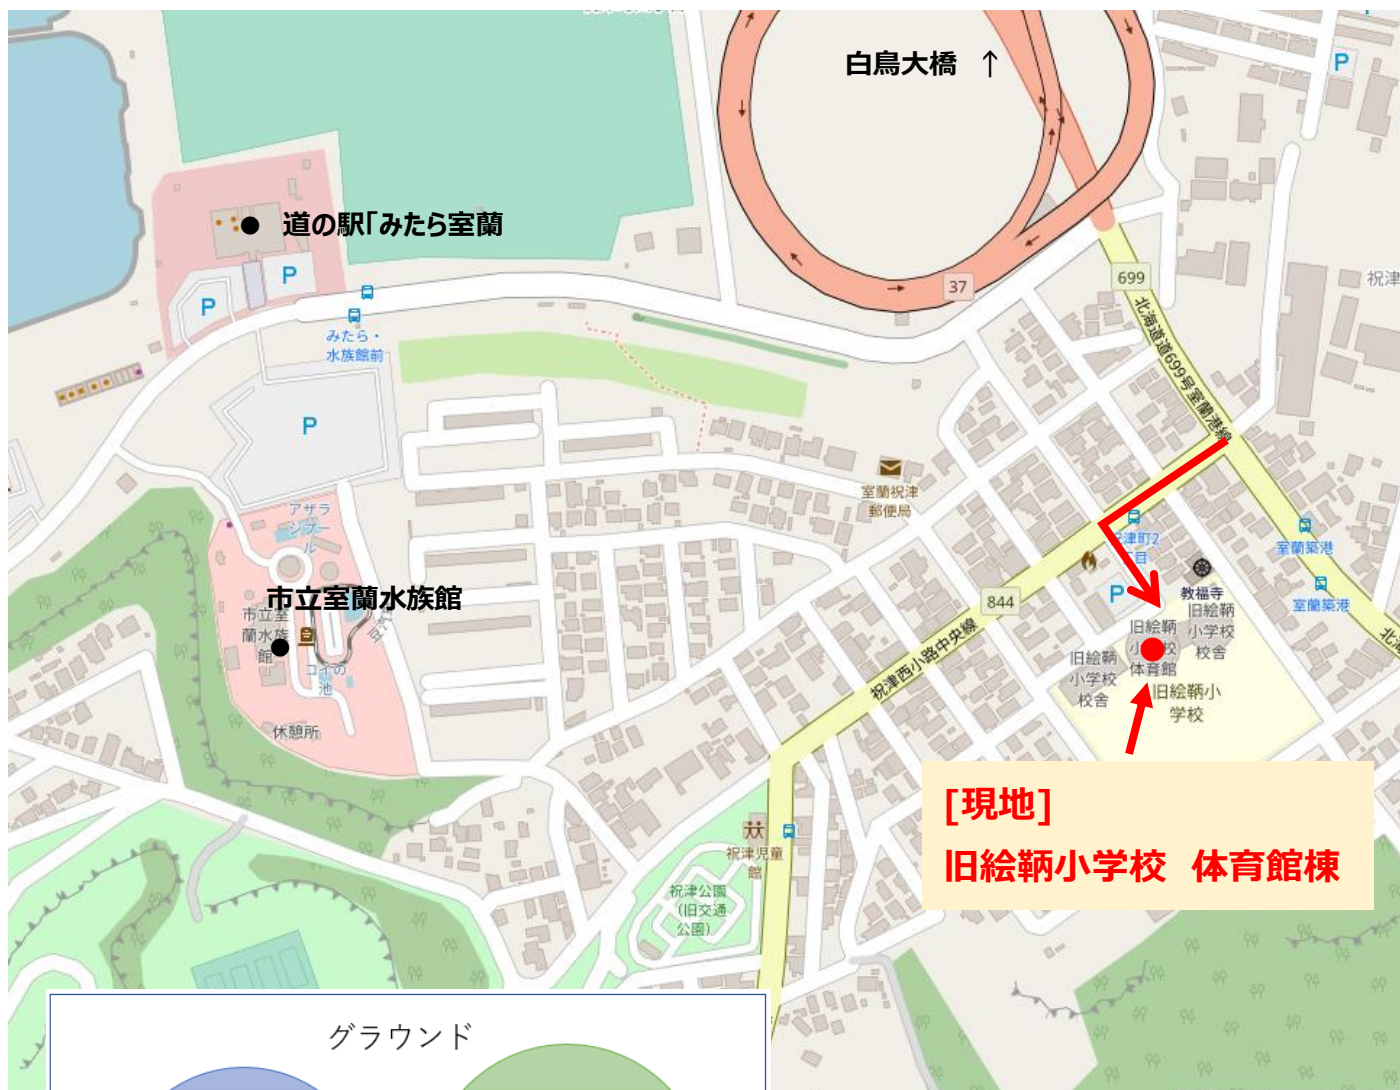 白鳥大橋 ↑
P
道の駅「みたら室蘭
P
P
みたら・
水族館前
37
699
北海道道699号室蘭港線
祝津
P
室蘭祝津
郵便局
アザラ
シプー
ル
市立室蘭水族館
市立室
蘭水族
館
コイの
池
休憩所
844
祝津西小路中央線
津町2
目
P
教福寺
室蘭築港
室蘭築港
旧絵鞆
小学校
校舎
旧絵鞆
小 校
体育館
旧絵鞆
小学校
校舎
旧絵鞆小
学校
[現地]
旧絵鞆小学校 体育館棟
祝津児童
館
祝津公園
(旧交通
公園)
グラウンド